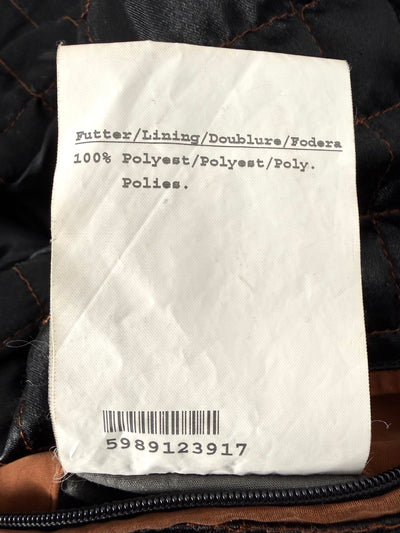 Futter/Lining/Doublure/Fodera
100% Polyest/Polyest/Poly.
Polies.
5989123917